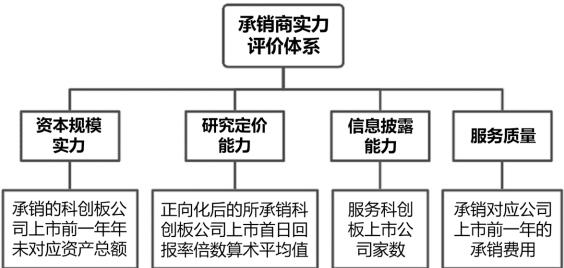 承销商实力
评价体系
资本规模
实力
研究定价
能力
信息披露
能力
服务质量
承销的科创板公
司上市前一年年
未对应资产总额
正向化后的所承销科
创板公司上市首日回
报率倍数算术平均值
服务科创
板上市公
司家数
承销对应公司
上市前一年的
承销费用